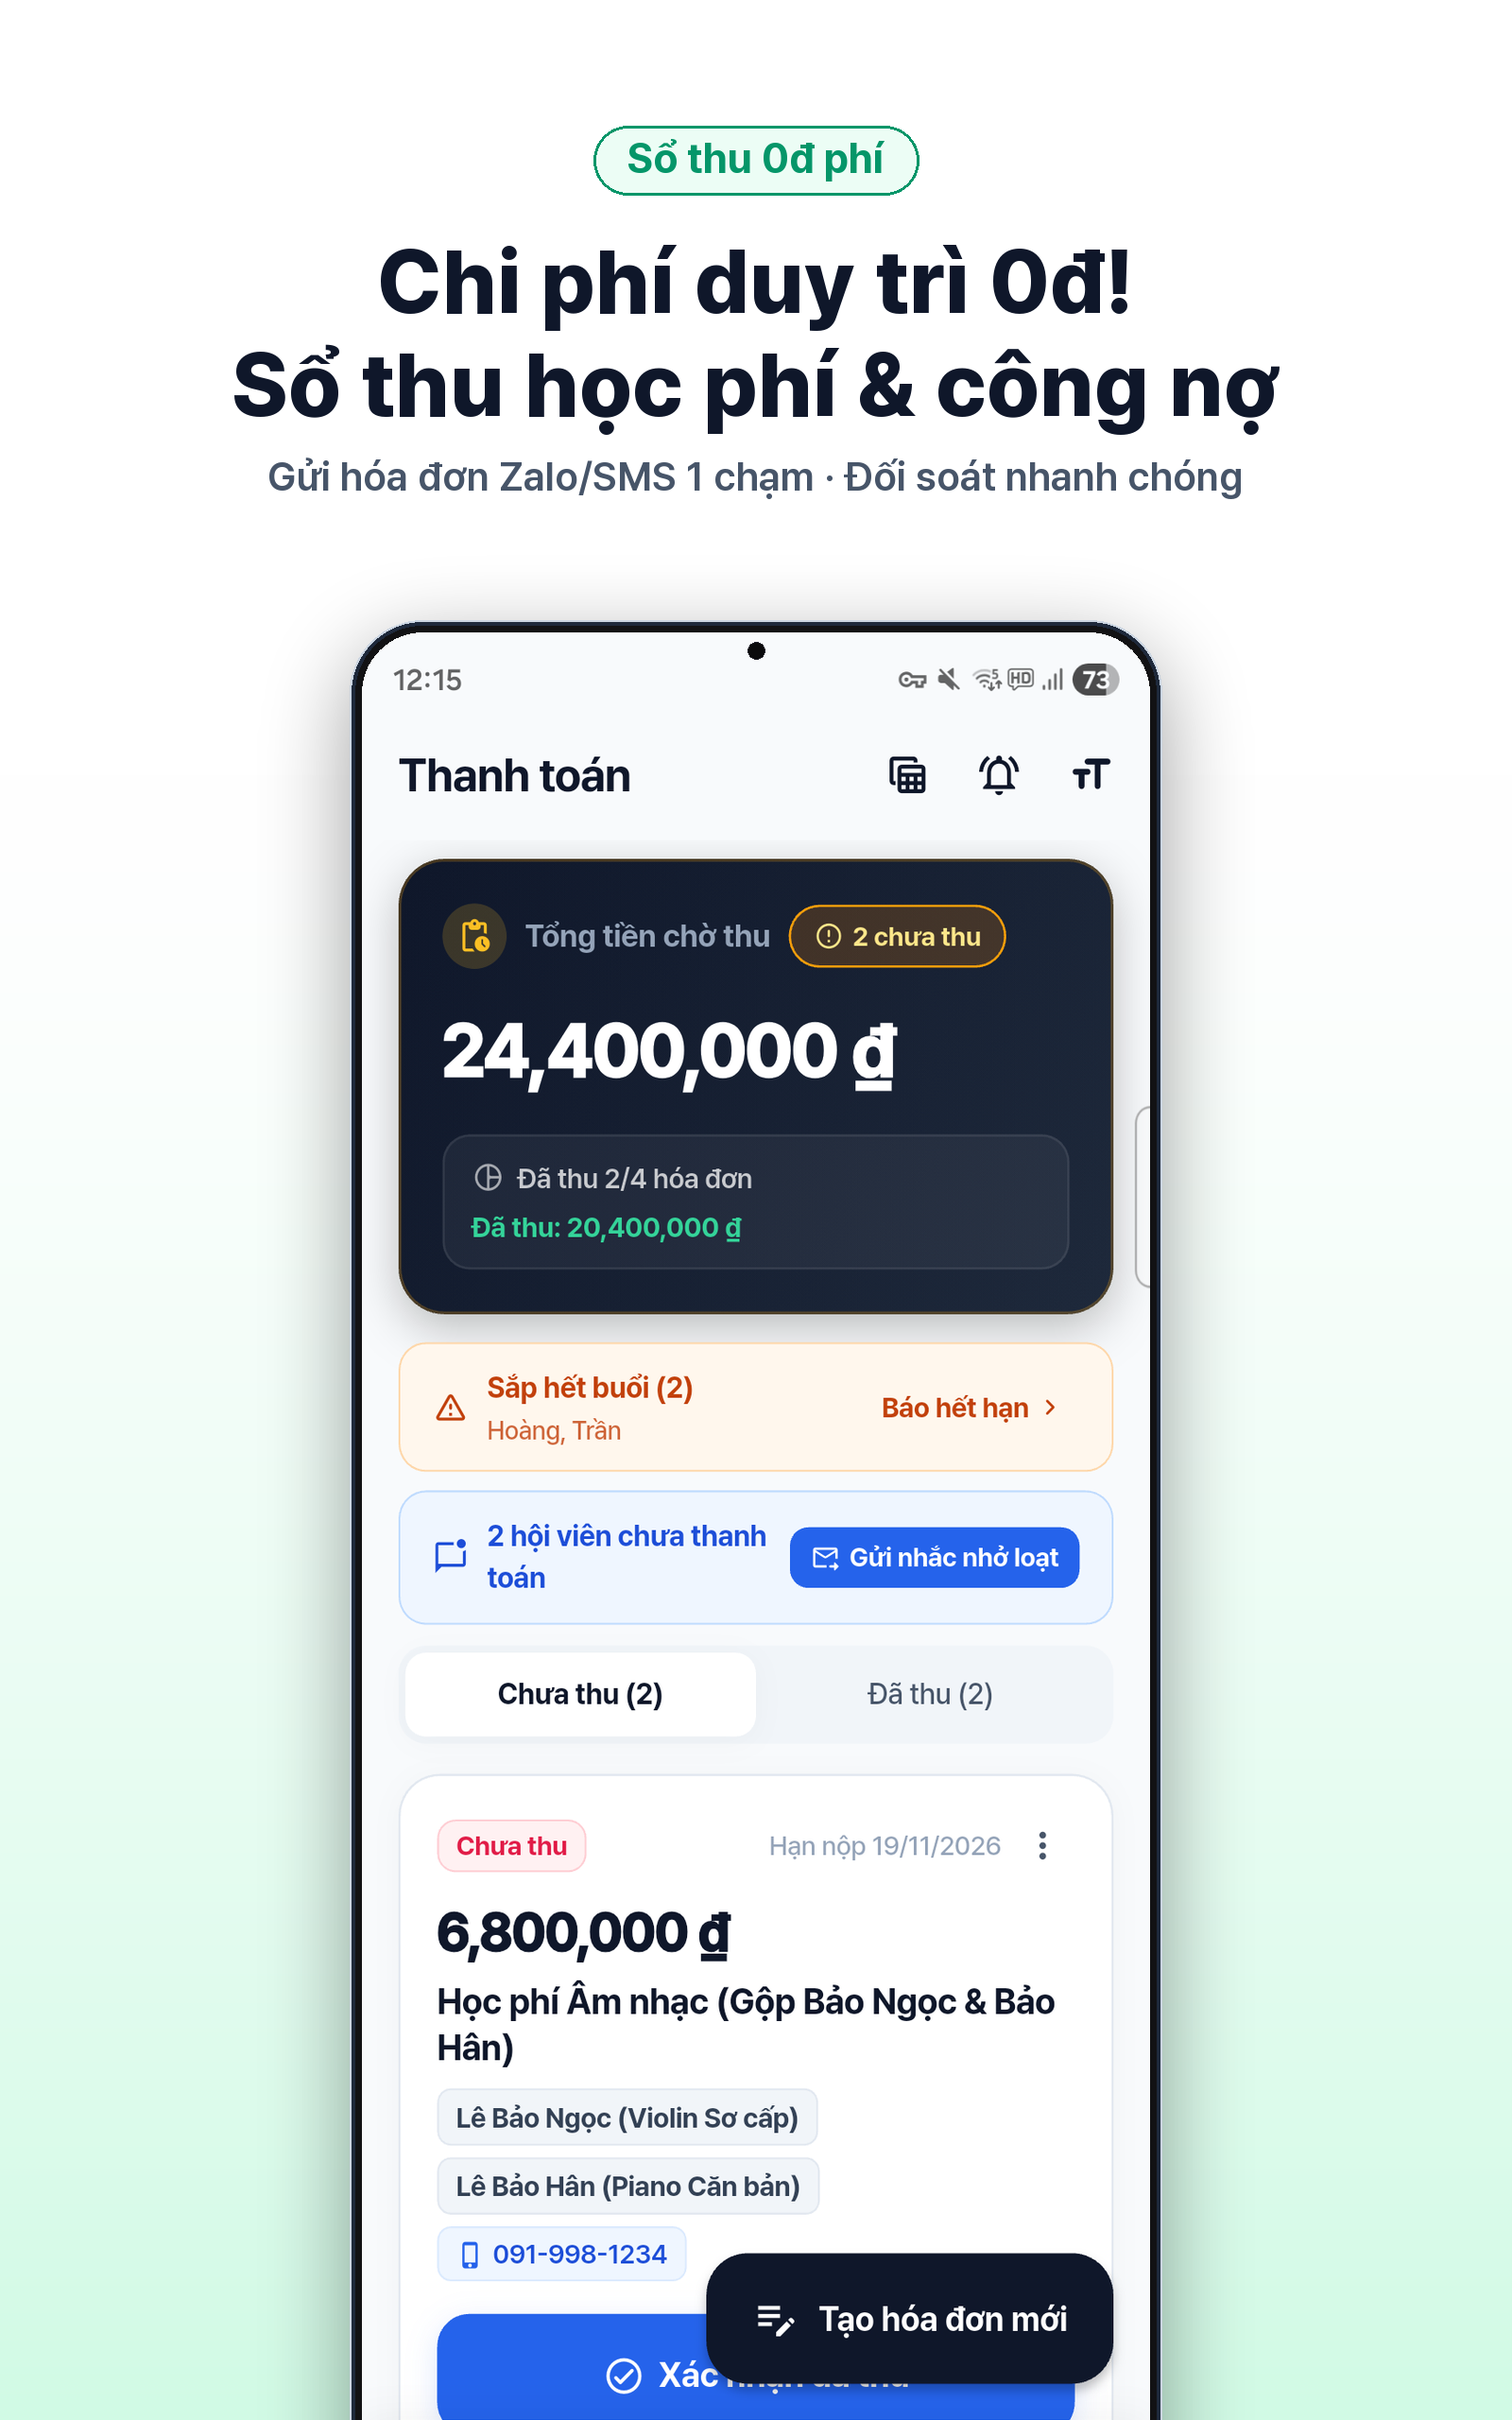 Sổ thu 0đ phí
Chi phí duy trì 0đ!
Sổ thu học phí & công nợ
Gửi hóa đơn Zalo/SMS 1 chạm · Đối soát nhanh chóng
12:15
5
HD
73
Thanh toán
Tổng tiền chờ thu
2 chưa thu
24,400,000 ₫
Đã thu 2/4 hóa đơn
Đã thu: 20,400,000 ₫
Sắp hết buổi (2)
Hoàng, Trần
Báo hết hạn
2 hội viên chưa thanh
toán
Gửi nhắc nhở loạt
Chưa thu (2)
Đã thu (2)
Chưa thu
Hạn nộp 19/11/2026
6,800,000 ₫
Học phí Âm nhạc (Gộp Bảo Ngọc & Bảo
Hân)
Lê Bảo Ngọc (Violin Sơ cấp)
Lê Bảo Hân (Piano Căn bản)
091-998-1234
Tạo hóa đơn mới
Xác